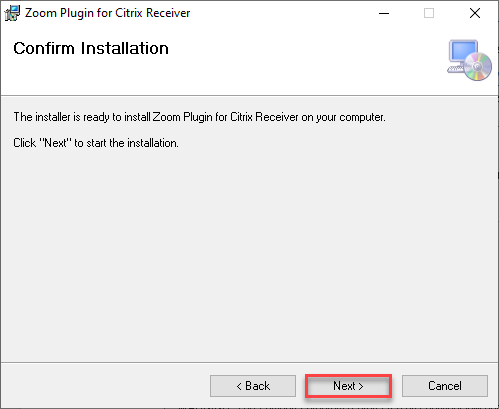 Zoom Plugin for Citrix Receiver
Confirm Installation
The installer is ready to install Zoom Plugin for Citrix Receiver on your computer.
Click "Next" to start the installation.
< Back
Next >
Cancel